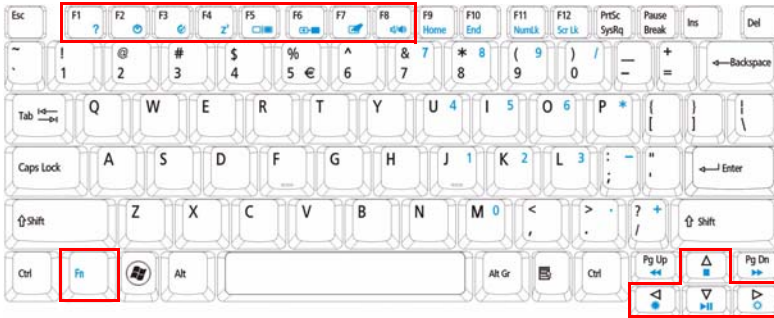 Esc F1 ? F2 F3 F4 Zz F5 F6 F7 F8 F9 Home F10 End F11 NumLk F12 Scr Lk PrtSc SysRq Pause Break Ins Del
~ ` ! 1 @ 2 # 3 $ 4 % 5 € ^ 6 & 7 7 * 8 8 ( 9 9 ) / 0 _ - + = Backspace
Tab Q W E R T Y U 4 I 5 O 6 P * { [ } ] | \
Caps Lock A S D F G H J 1 K 2 L 3 : - ; " ' Enter
Shift Z X C V B N M 0 < , > . . ? + / Shift
Ctrl Fn Alt Alt Gr Ctrl Pg Up Pg Dn